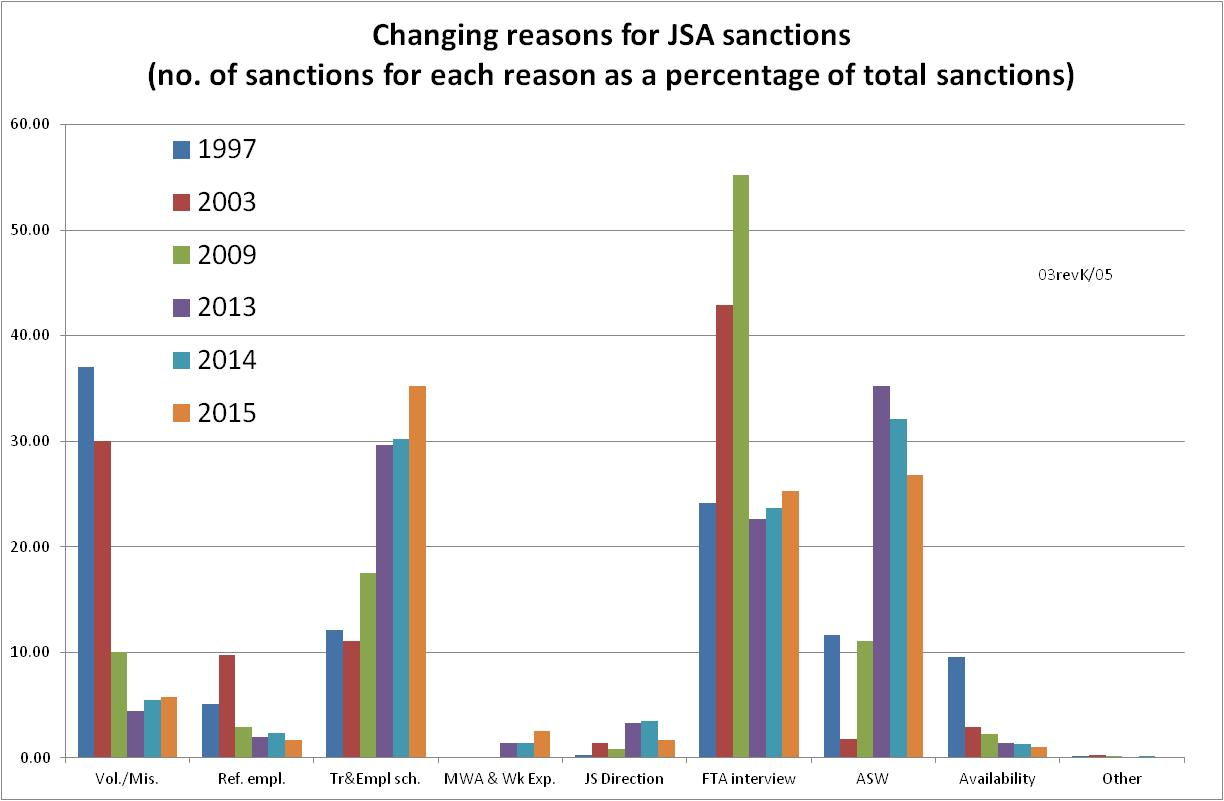 Changing reasons for JSA sanctions
(no. of sanctions for each reason as a percentage of total sanctions)
60.00
50.00
40.00
30.00
20.00
10.00
0.00
1997
2003
2009
2013
2014
2015
03revK/05
Vol./Mis.
Ref. empl.
Tr&Empl sch.
MWA & Wk Exp.
JS Direction
FTA interview
ASW
Availability
Other